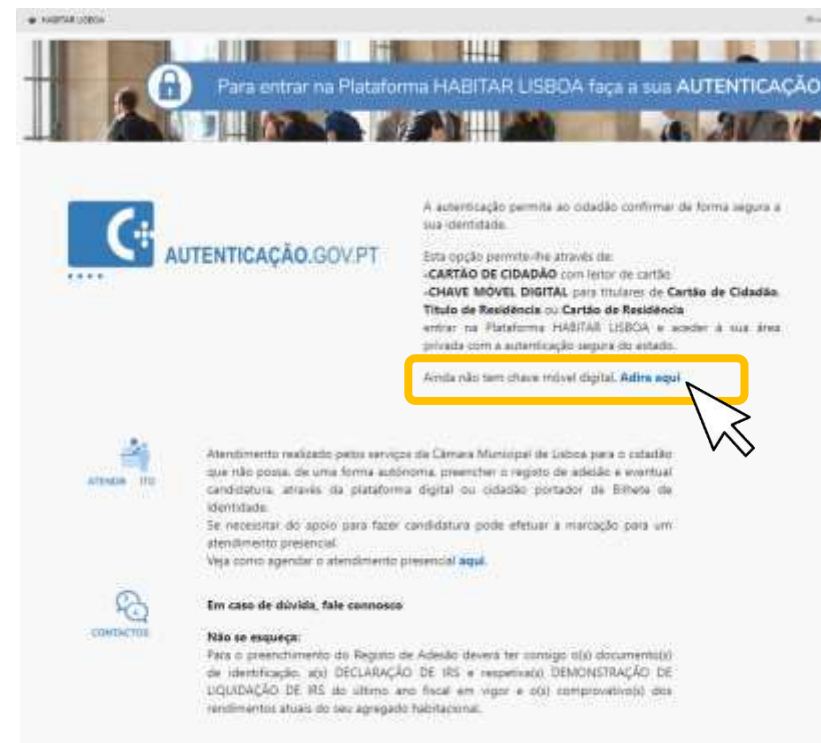 HABITAR LISBOA
Para entrar na Plataforma HABITAR LISBOA faça a sua AUTENTICAÇÃO
AUTENTICAÇÃO.GOV.PT
A autenticação permite ao cidadão confirmar de forma segura a
sua identidade.
Esta opção permite-lhe através de:
-CARTÃO DE CIDADÃO com leitor de cartão
-CHAVE MÓVEL DIGITAL para titulares de Cartão de Cidadão,
Título de Residência ou Cartão de Residência
entrar na Plataforma HABITAR LISBOA e aceder à sua área
privada com a autenticação segura do estado.
Ainda não tem chave móvel digital. Adira aqui
Atendimento realizado pelos serviços da Câmara Municipal de Lisboa para o cidadão
que não possa, de uma forma autónoma, preencher o registo de adesão e eventual
candidatura, através da plataforma digital ou cidadão portador de Bilhete de
identidade.
Se necessitar do apoio para fazer candidatura pode efetuar a marcação para um
atendimento presencial.
Veja como agendar o atendimento presencial aqui.
CONTACTOS
Em caso de dúvida, fale connosco
Não se esqueça:
Para o preenchimento do Registo de Adesão deverá ter consigo o(s) documento(s)
de identificação, a(s) DECLARAÇÃO DE IRS e respetiva(s) DEMONSTRAÇÃO DE
LIQUIDAÇÃO DE IRS do último ano fiscal em vigor e o(s) comprovativo(s) dos
rendimentos atuais do seu agregado habitacional.